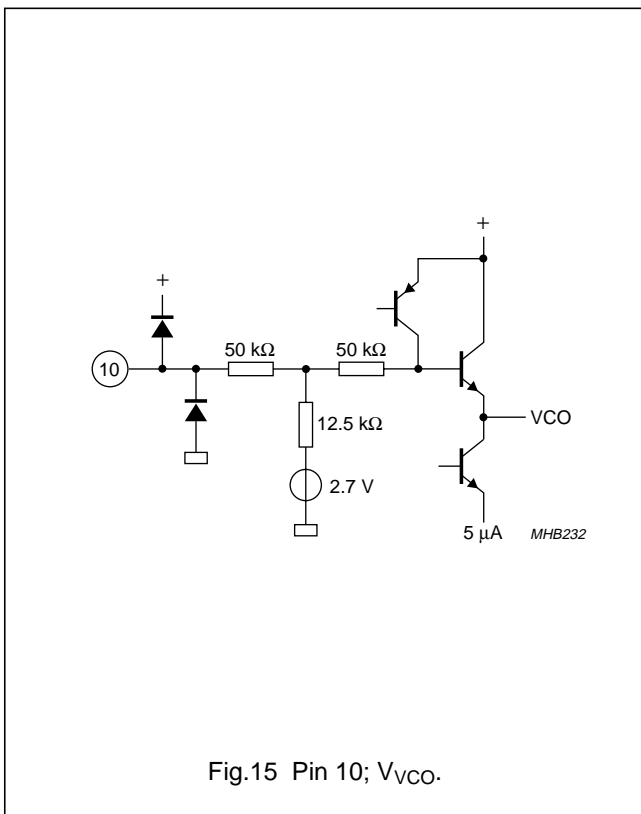 +
+
50 kΩ
50 kΩ
10
12.5 kΩ
VCO
2.7 V
5 μA
MHB232
Fig.15 Pin 10; VVCO.